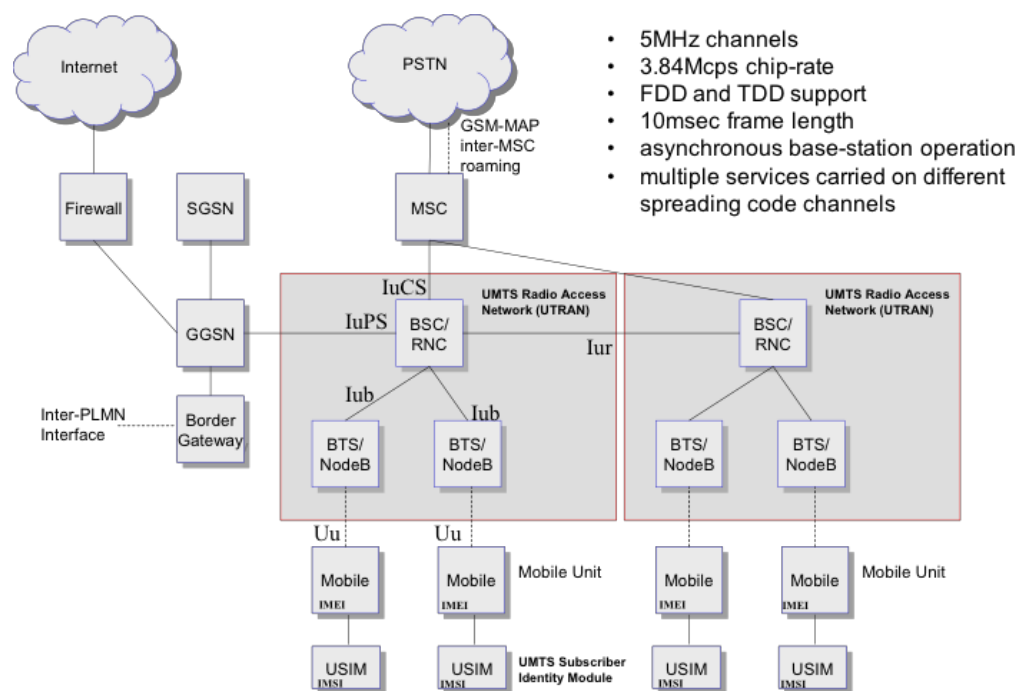 Internet
PSTN
GSM-MAP
inter-MSC
roaming
• 5MHz channels
• 3.84Mcps chip-rate
• FDD and TDD support
• 10msec frame length
• asynchronous base-station operation
• multiple services carried on different
spreading code channels
Firewall
SGSN
MSC
IuCS
UMTS Radio Access
Network (UTRAN)
UMTS Radio Access
Network (UTRAN)
GGSN
IuPS
BSC/
RNC
Iur
BSC/
RNC
Inter-PLMN
Interface
Border
Gateway
Iub
Iub
BTS/
NodeB
BTS/
NodeB
BTS/
NodeB
BTS/
NodeB
Uu
Uu
Mobile
IMEI
Mobile
IMEI
Mobile Unit
Mobile
IMEI
Mobile
IMEI
Mobile Unit
USIM
IMSI
USIM
IMSI
UMTS Subscriber
Identity Module
USIM
IMSI
USIM
IMSI